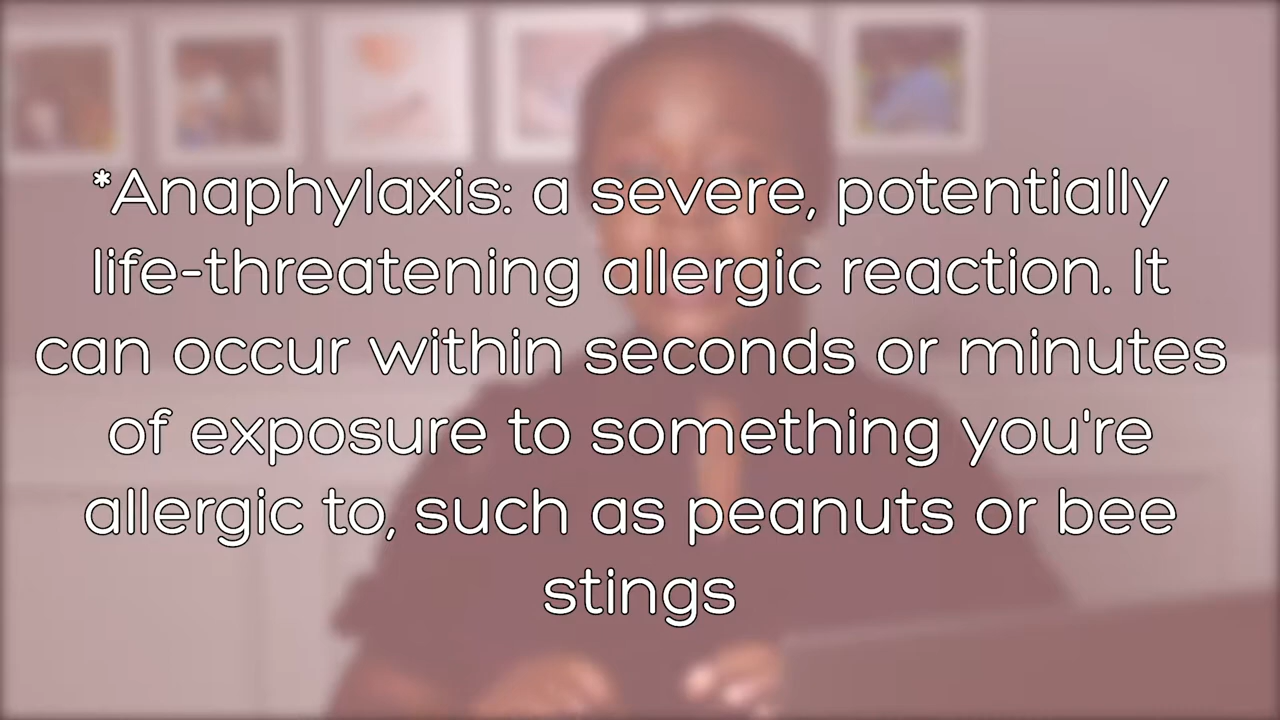 *Anaphylaxis: a severe, potentially
life-threatening allergic reaction. It
can occur within seconds or minutes
of exposure to something you're
allergic to, such as peanuts or bee
stings